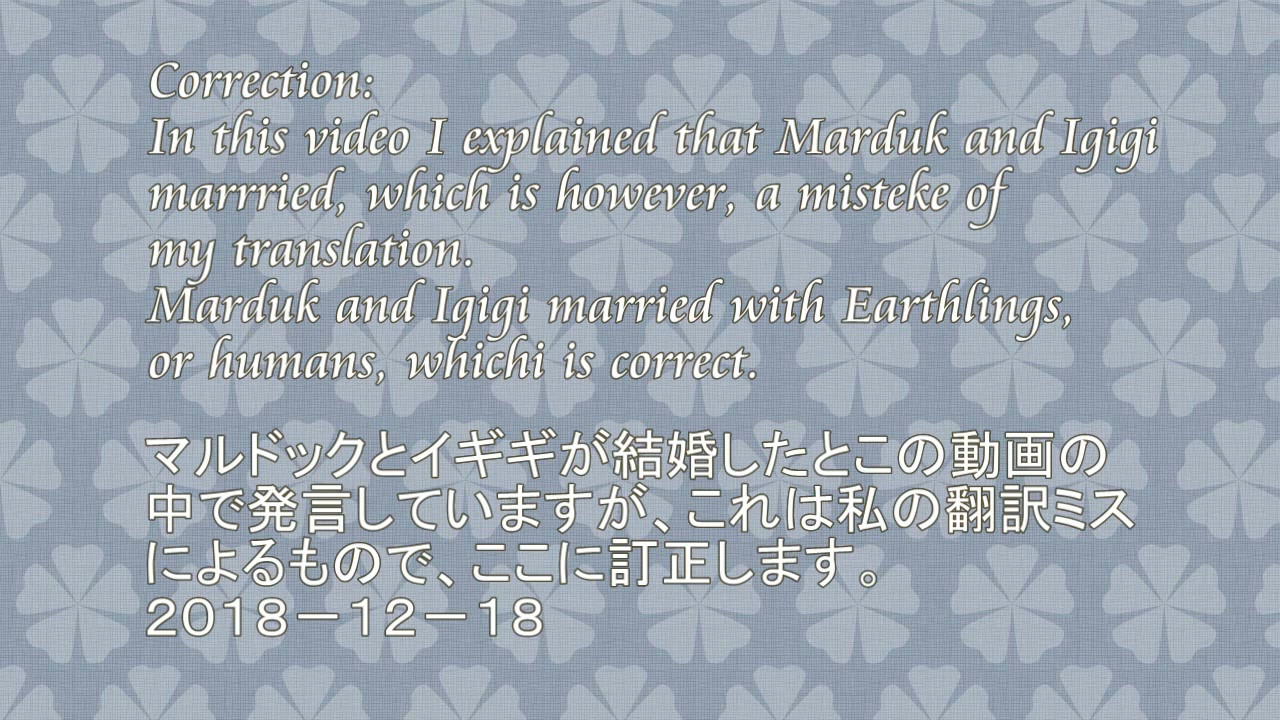 Correction:
In this video I explained that Marduk and Igigi
marrried, which is however, a misteke of
my translation.
Marduk and Igigi married with Earthlings,
or humans, whichi is correct.
マルドックとイギギが結婚したとこの動画の
中で発言していますが、これは私の翻訳ミス
によるもので、ここに訂正します。
２０１８－１２－１８